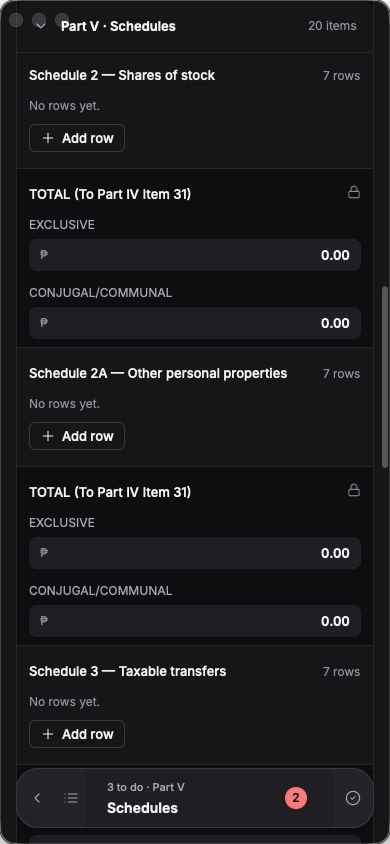 Part V · Schedules 20 items
Schedule 2 — Shares of stock 7 rows
No rows yet.
+ Add row
TOTAL (To Part IV Item 31)
EXCLUSIVE
₱ 0.00
CONJUGAL/COMMUNAL
₱ 0.00
Schedule 2A — Other personal properties 7 rows
No rows yet.
+ Add row
TOTAL (To Part IV Item 31)
EXCLUSIVE
₱ 0.00
CONJUGAL/COMMUNAL
₱ 0.00
Schedule 3 — Taxable transfers 7 rows
No rows yet.
+ Add row
3 to do · Part V
Schedules 2